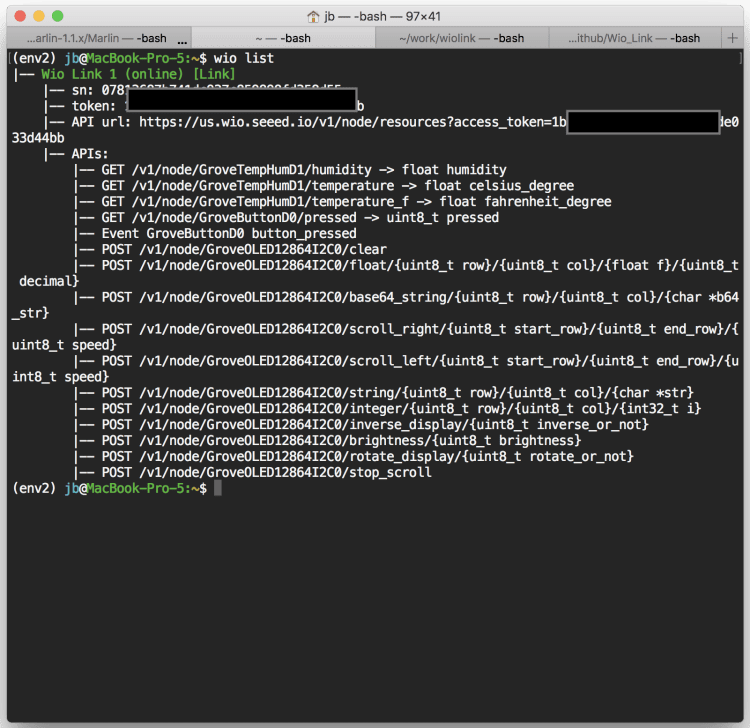 jb — -bash — 97×41
...arlin-1.1.x/Marlin — -bash ... ~ — -bash ~/work/wiolink — -bash ...ithub/Wio_Link — -bash +
(env2) jb@MacBook-Pro-5:~$ wio list
|-- Wio Link 1 (online) [Link]
|-- sn:
|-- token: b
|-- API url: https://us.wio.seeed.io/v1/node/resources?access_token=1b de0
33d44bb
|-- APIs:
|-- GET /v1/node/GroveTempHumD1/humidity -> float humidity
|-- GET /v1/node/GroveTempHumD1/temperature -> float celsius_degree
|-- GET /v1/node/GroveTempHumD1/temperature_f -> float fahrenheit_degree
|-- GET /v1/node/GroveButtonD0/pressed -> uint8_t pressed
|-- Event GroveButtonD0 button_pressed
|-- POST /v1/node/GroveOLED12864I2C0/clear
|-- POST /v1/node/GroveOLED12864I2C0/float/{uint8_t row}/{uint8_t col}/{float f}/{uint8_t
decimal}
|-- POST /v1/node/GroveOLED12864I2C0/base64_string/{uint8_t row}/{uint8_t col}/{char *b64
_str}
|-- POST /v1/node/GroveOLED12864I2C0/scroll_right/{uint8_t start_row}/{uint8_t end_row}/{
uint8_t speed}
|-- POST /v1/node/GroveOLED12864I2C0/scroll_left/{uint8_t start_row}/{uint8_t end_row}/{u
int8_t speed}
|-- POST /v1/node/GroveOLED12864I2C0/string/{uint8_t row}/{uint8_t col}/{char *str}
|-- POST /v1/node/GroveOLED12864I2C0/integer/{uint8_t row}/{uint8_t col}/{int32_t i}
|-- POST /v1/node/GroveOLED12864I2C0/inverse_display/{uint8_t inverse_or_not}
|-- POST /v1/node/GroveOLED12864I2C0/brightness/{uint8_t brightness}
|-- POST /v1/node/GroveOLED12864I2C0/rotate_display/{uint8_t rotate_or_not}
|-- POST /v1/node/GroveOLED12864I2C0/stop_scroll
(env2) jb@MacBook-Pro-5:~$